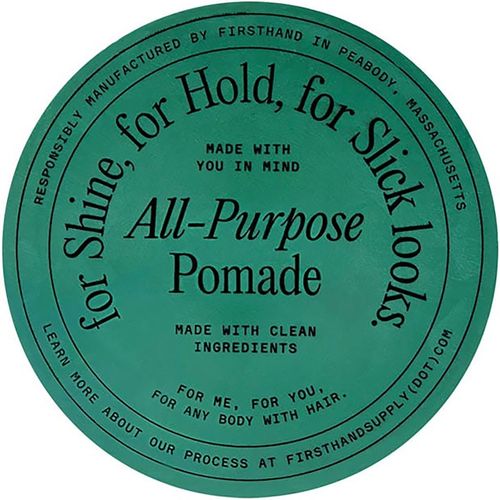 RESPONSIBLY MANUFACTURED BY FIRSTHAND IN PEABODY, MASSACHUSETTS
for Shine, for Hold, for Slick looks.
MADE WITH
YOU IN MIND
All-Purpose
Pomade
MADE WITH CLEAN
INGREDIENTS
FOR ME, FOR YOU,
FOR ANY BODY WITH HAIR.
LEARN MORE ABOUT OUR PROCESS AT FIRSTHANDSUPPLY(DOT)COM